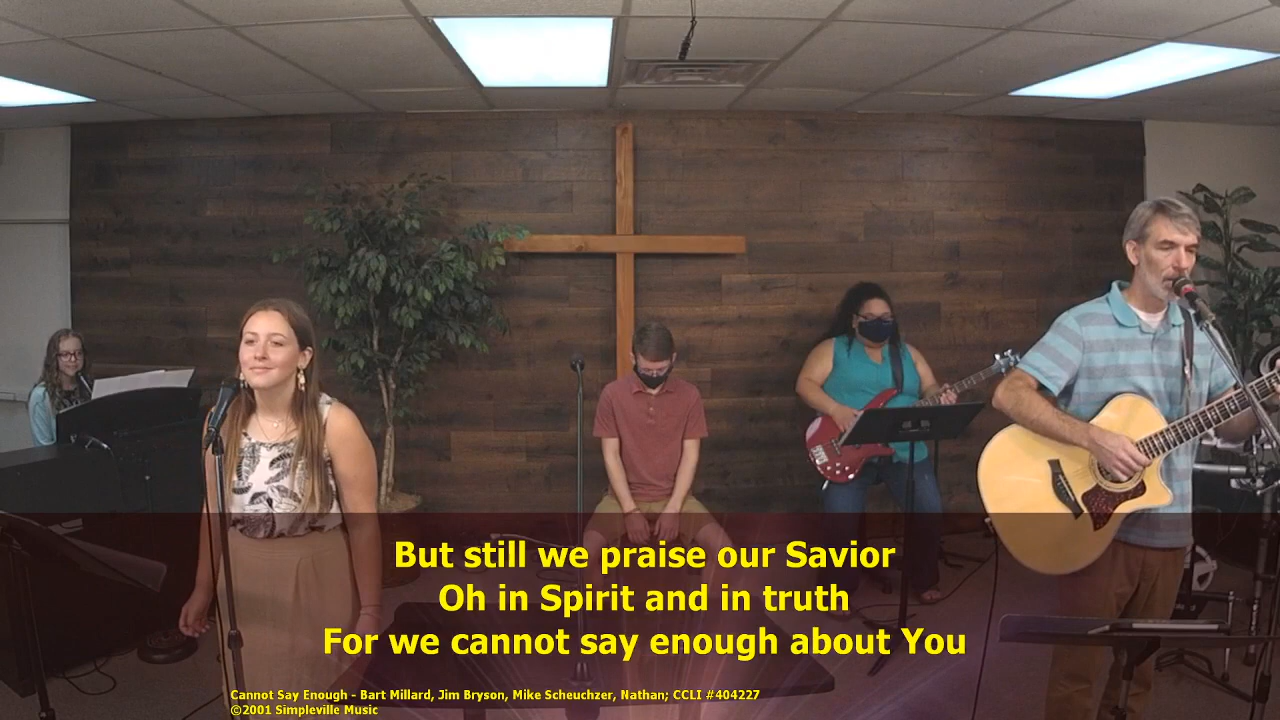 But still we praise our Savior
Oh in Spirit and in truth
For we cannot say enough about You
Cannot Say Enough - Bart Millard, Jim Bryson, Mike Scheuchzer, Nathan; CCLI #404227
©2001 Simpleville Music